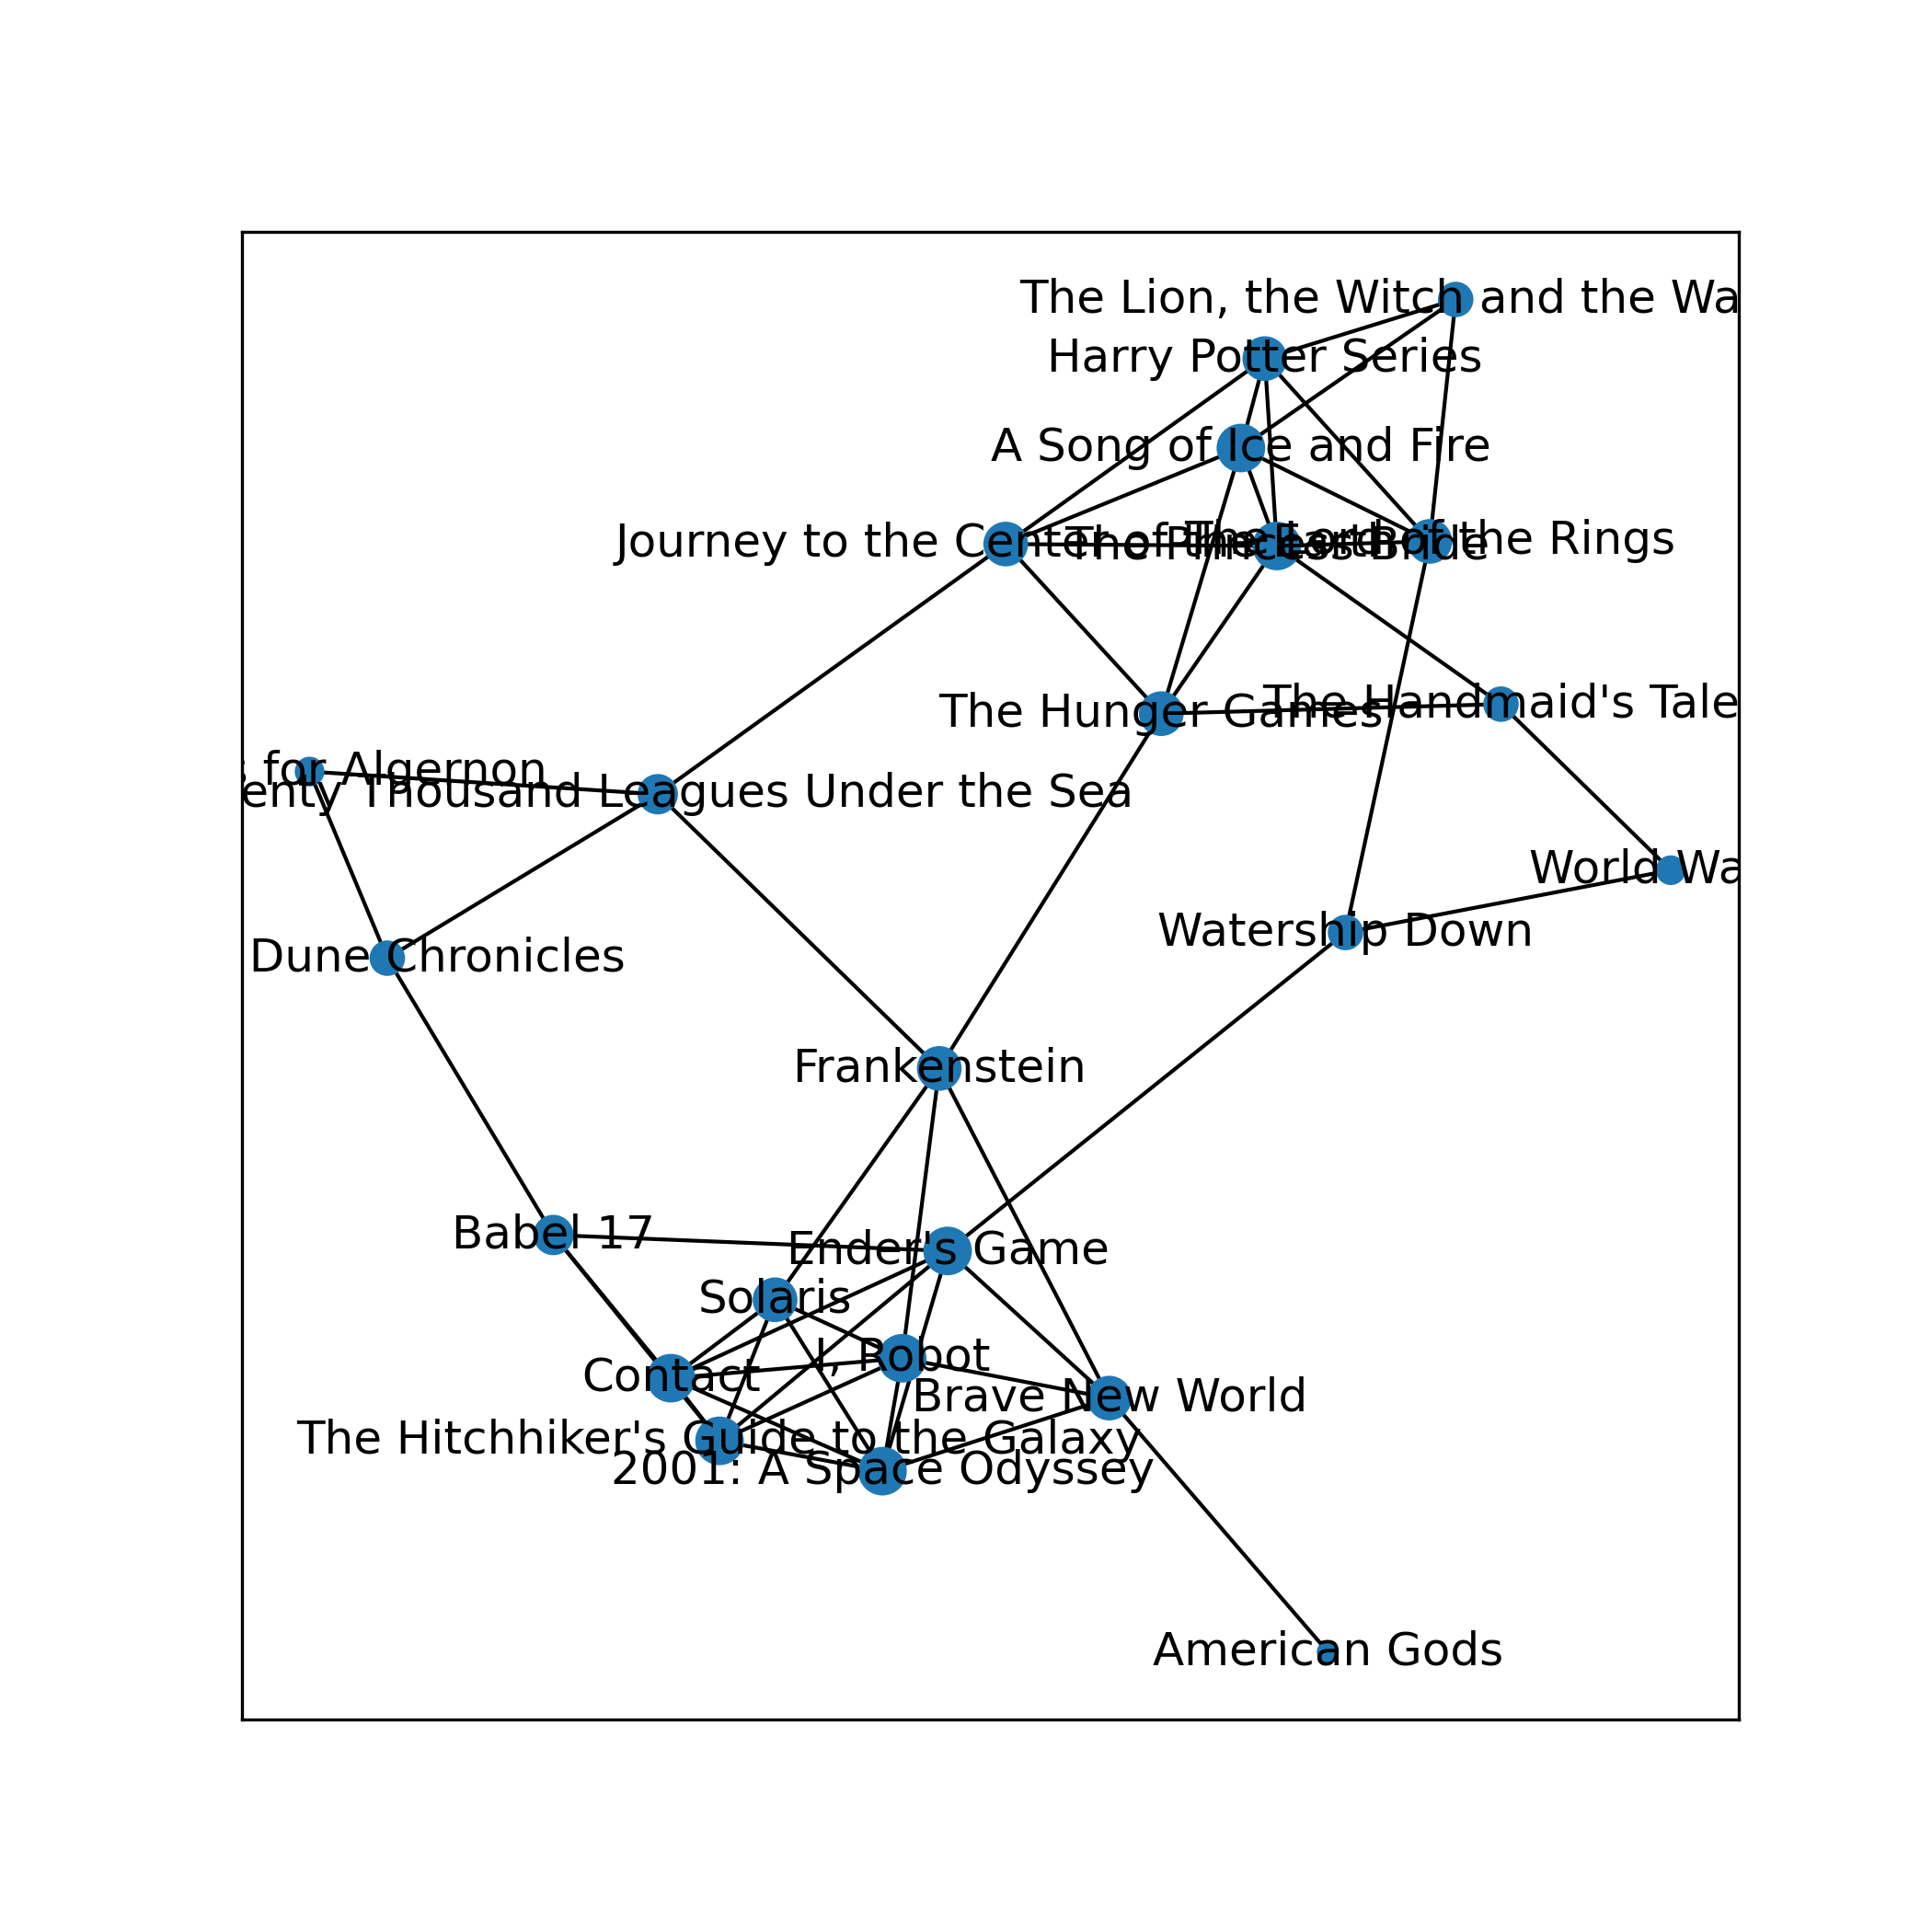 The Lion, the Witch and the Wa
Harry Potter Series
A Song of Ice and Fire
Journey to the Center of the Earth
The Princess Bride
The Lord of the Rings
The Hunger Games
The Handmaid's Tale
s for Algernon
enty Thousand Leagues Under the Sea
World Wa
Watership Down
Dune Chronicles
Frankenstein
Babel 17
Ender's Game
Solaris
I, Robot
Contact
Brave New World
The Hitchhiker's Guide to the Galaxy
2001: A Space Odyssey
American Gods